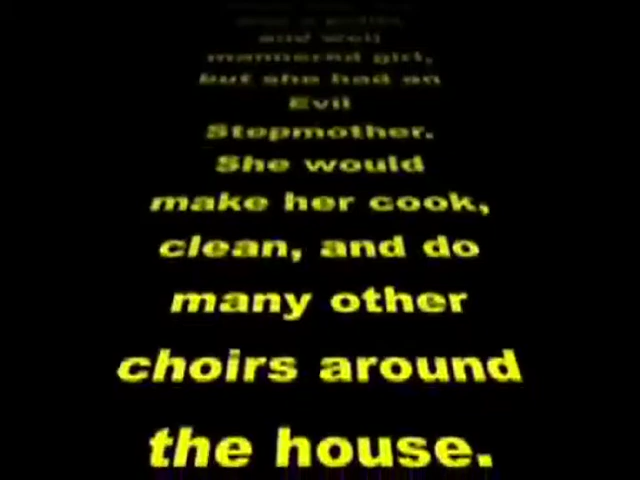 and well
mannernd girl,
but she had an
Evil
Stepmother.
She would
make her cook,
clean, and do
many other
choirs around
the house.